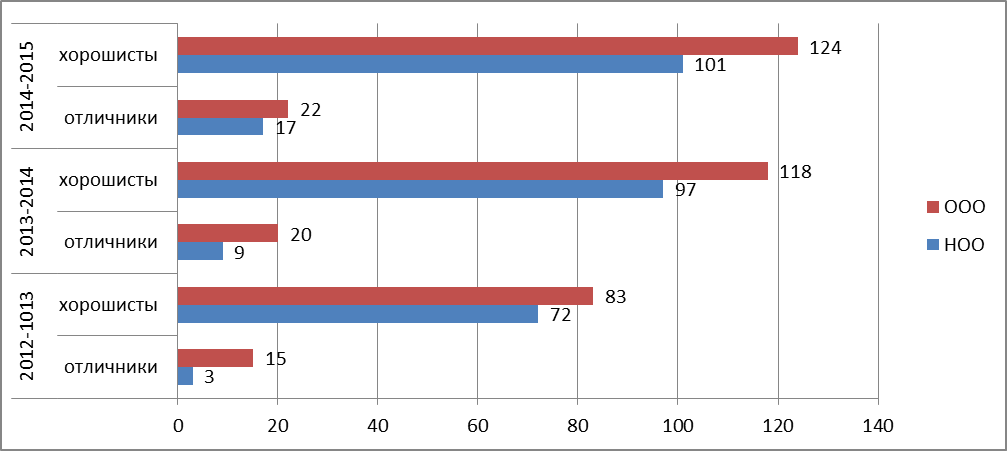 2014-2015
хорошисты
124
101
отличники
22
17
2013-2014
хорошисты
118
97
отличники
20
9
2012-1013
хорошисты
83
72
отличники
15
3
0 20 40 60 80 100 120 140
ООО
НОО